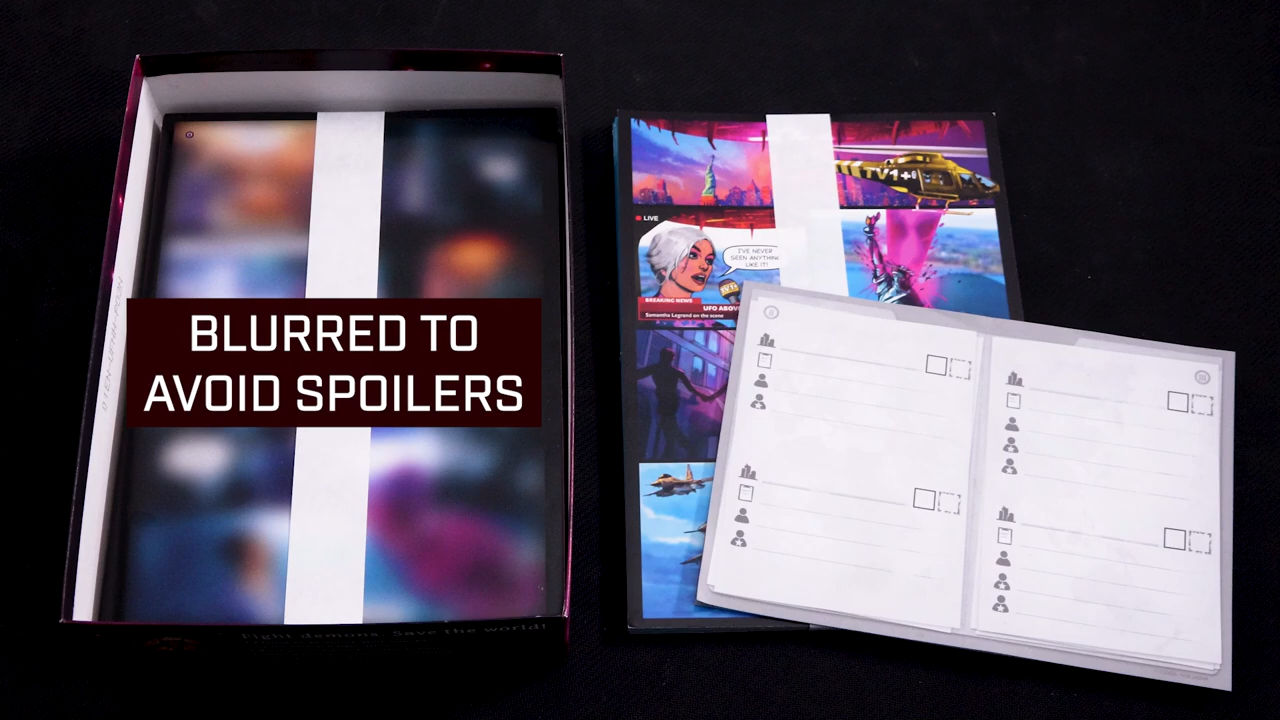 BLURRED TO
AVOID SPOILERS
Fight demons. Save the world!
TV1+
LIVE
I'VE NEVER
SEEN ANYTHING
LIKE IT!
BREAKING NEWS
UFO ABOV
Samantha Legrand on the scene